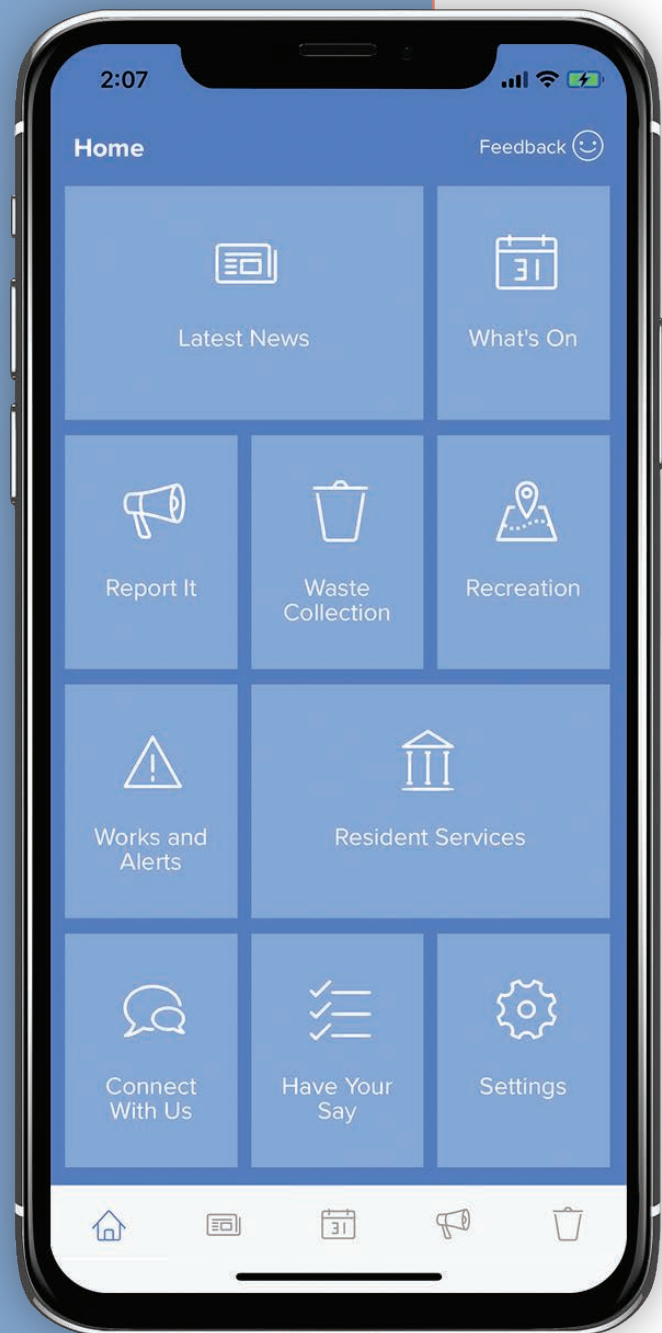 2:07
Home
Feedback
31
Latest News
What's On
Report It
Waste
Collection
Recreation
Works and
Alerts
Resident Services
Connect
With Us
Have Your
Say
Settings
31